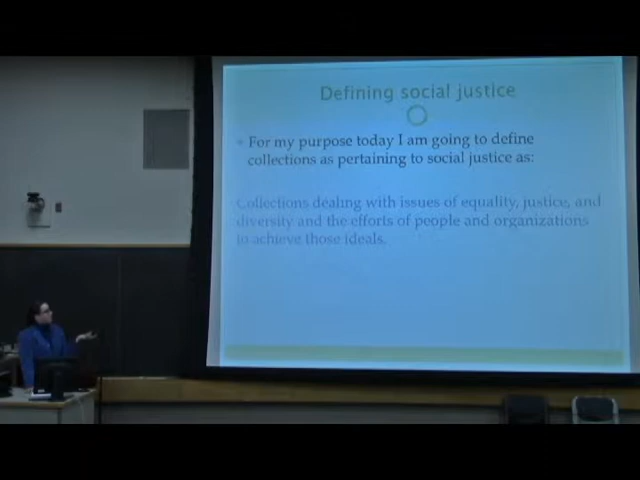 Defining social justice
For my purpose today I am going to define
collections as pertaining to social justice as:
Collections dealing with issues of equality, justice, and
diversity and the efforts of people and organizations
to achieve those ideals.